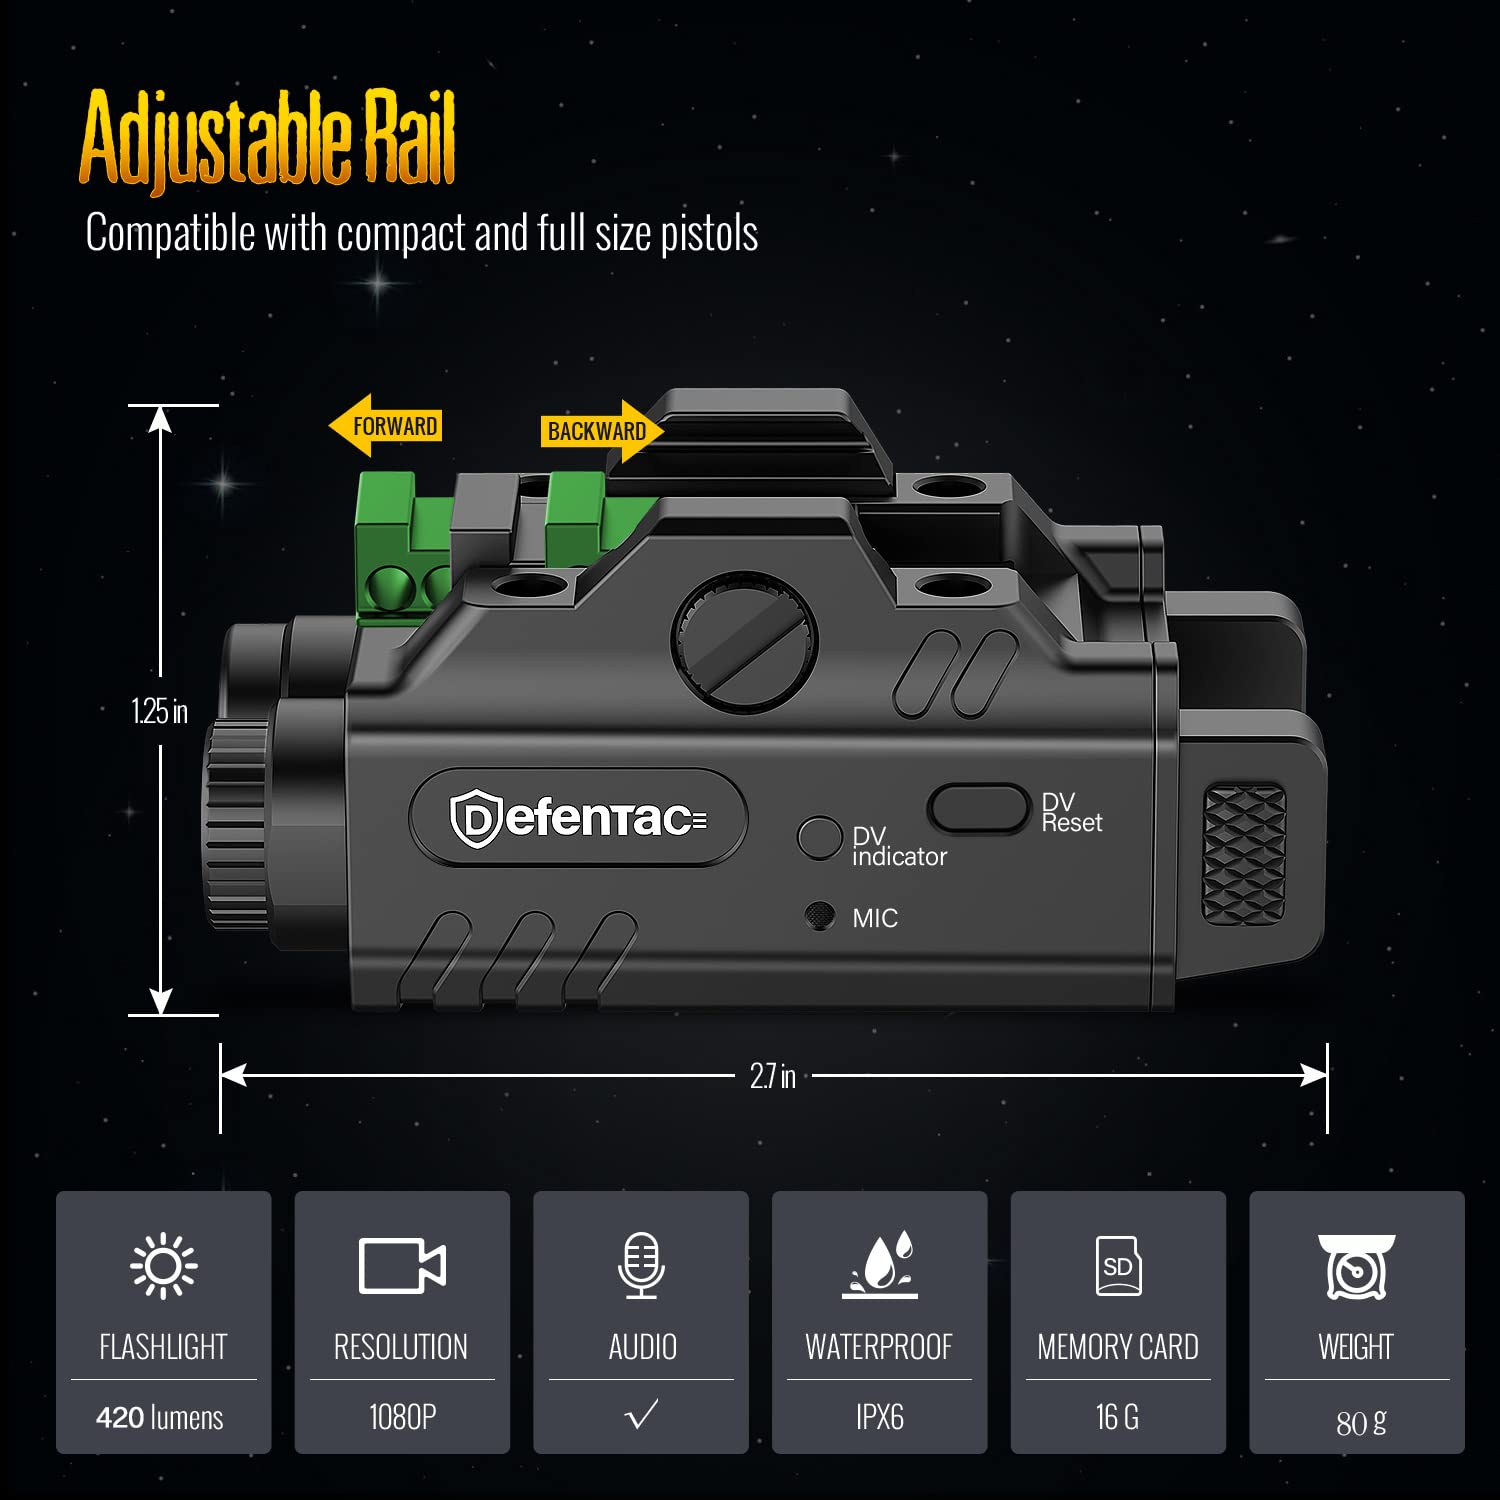 Adjustable Rail
Compatible with compact and full size pistols
FORWARD
BACKWARD
1.25 in
DefenTac
DV
indicator
DV
Reset
MIC
2.7 in
FLASHLIGHT
420 lumens
RESOLUTION
1080P
AUDIO
√
WATERPROOF
IPX6
SD
MEMORY CARD
16 G
WEIGHT
80 g